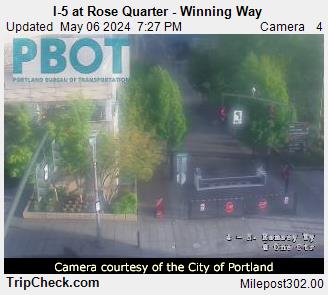 I-5 at Rose Quarter - Winning Way
Updated May 06 2024 7:27 PM Camera 4
PBOT
PORTLAND BUREAU OF TRANSPORTATION
Camera courtesy of the City of Portland
TripCheck.com Milepost302.00